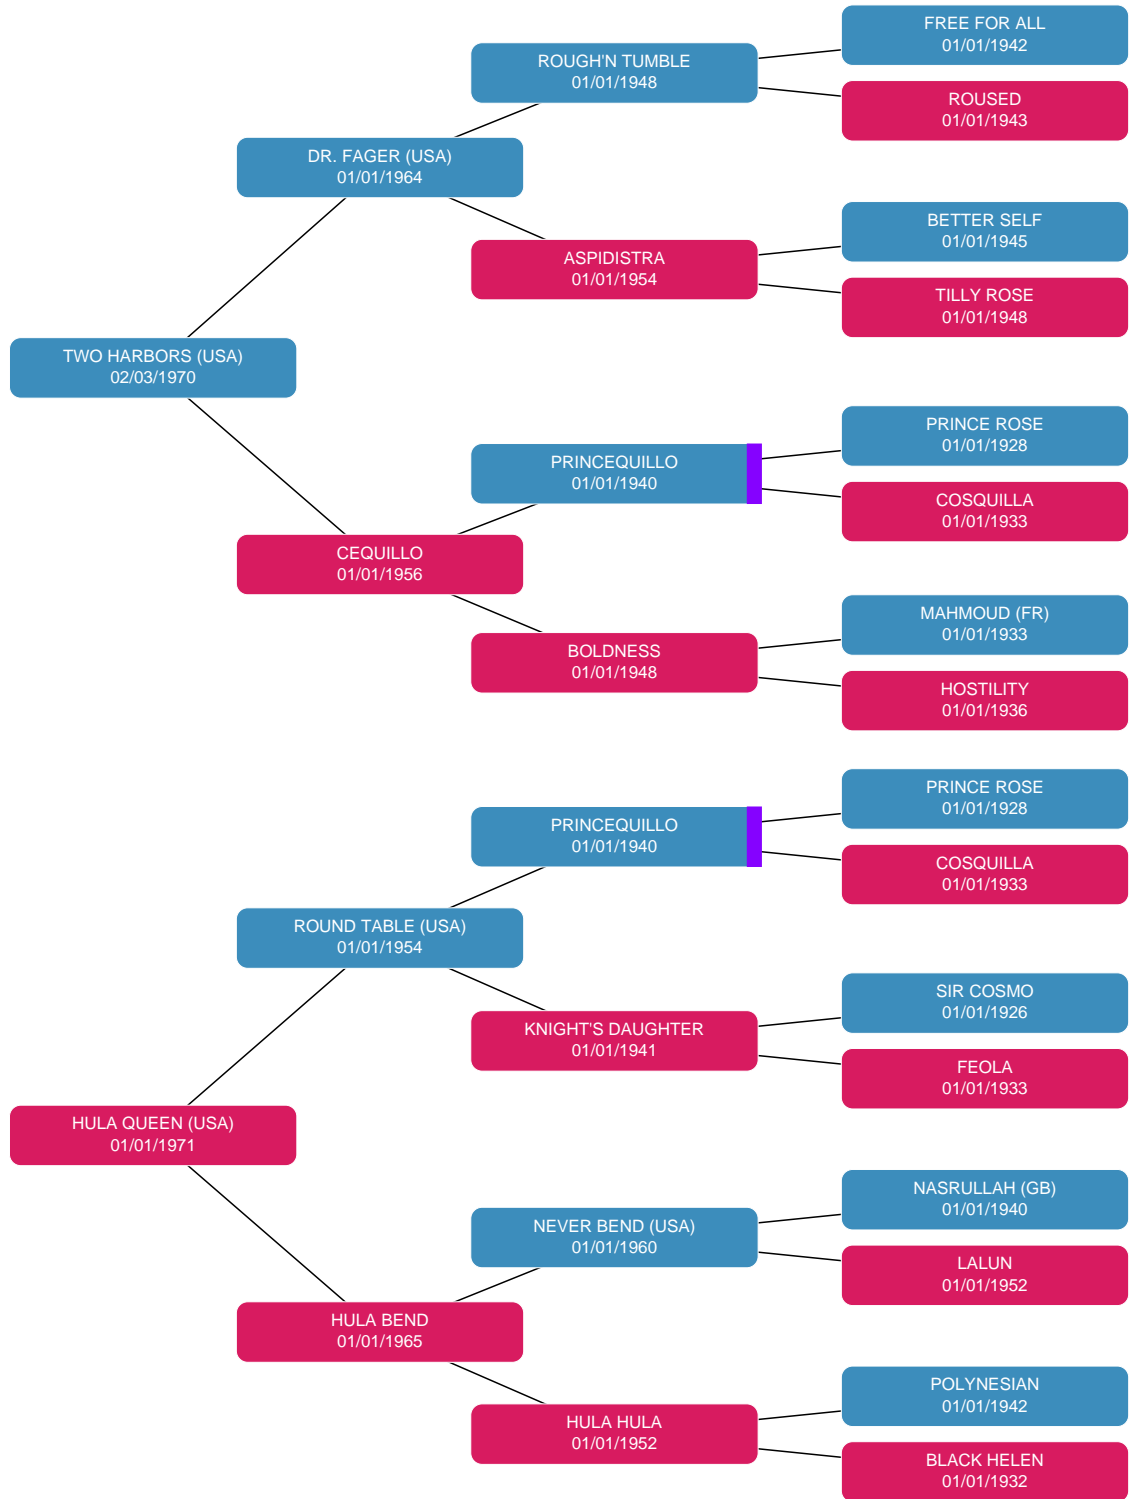 FREE FOR ALL
01/01/1942
ROUGH'N TUMBLE
01/01/1948
ROUSED
01/01/1943
DR. FAGER (USA)
01/01/1964
BETTER SELF
01/01/1945
ASPIDISTRA
01/01/1954
TILLY ROSE
01/01/1948
TWO HARBORS (USA)
02/03/1970
PRINCE ROSE
01/01/1928
PRINCEQUILLO
01/01/1940
COSQUILLA
01/01/1933
CEQUILLO
01/01/1956
MAHMOUD (FR)
01/01/1933
BOLDNESS
01/01/1948
HOSTILITY
01/01/1936
PRINCE ROSE
01/01/1928
PRINCEQUILLO
01/01/1940
COSQUILLA
01/01/1933
ROUND TABLE (USA)
01/01/1954
SIR COSMO
01/01/1926
KNIGHT'S DAUGHTER
01/01/1941
FEOLA
01/01/1933
HULA QUEEN (USA)
01/01/1971
NASRULLAH (GB)
01/01/1940
NEVER BEND (USA)
01/01/1960
LALUN
01/01/1952
HULA BEND
01/01/1965
POLYNESIAN
01/01/1942
HULA HULA
01/01/1952
BLACK HELEN
01/01/1932